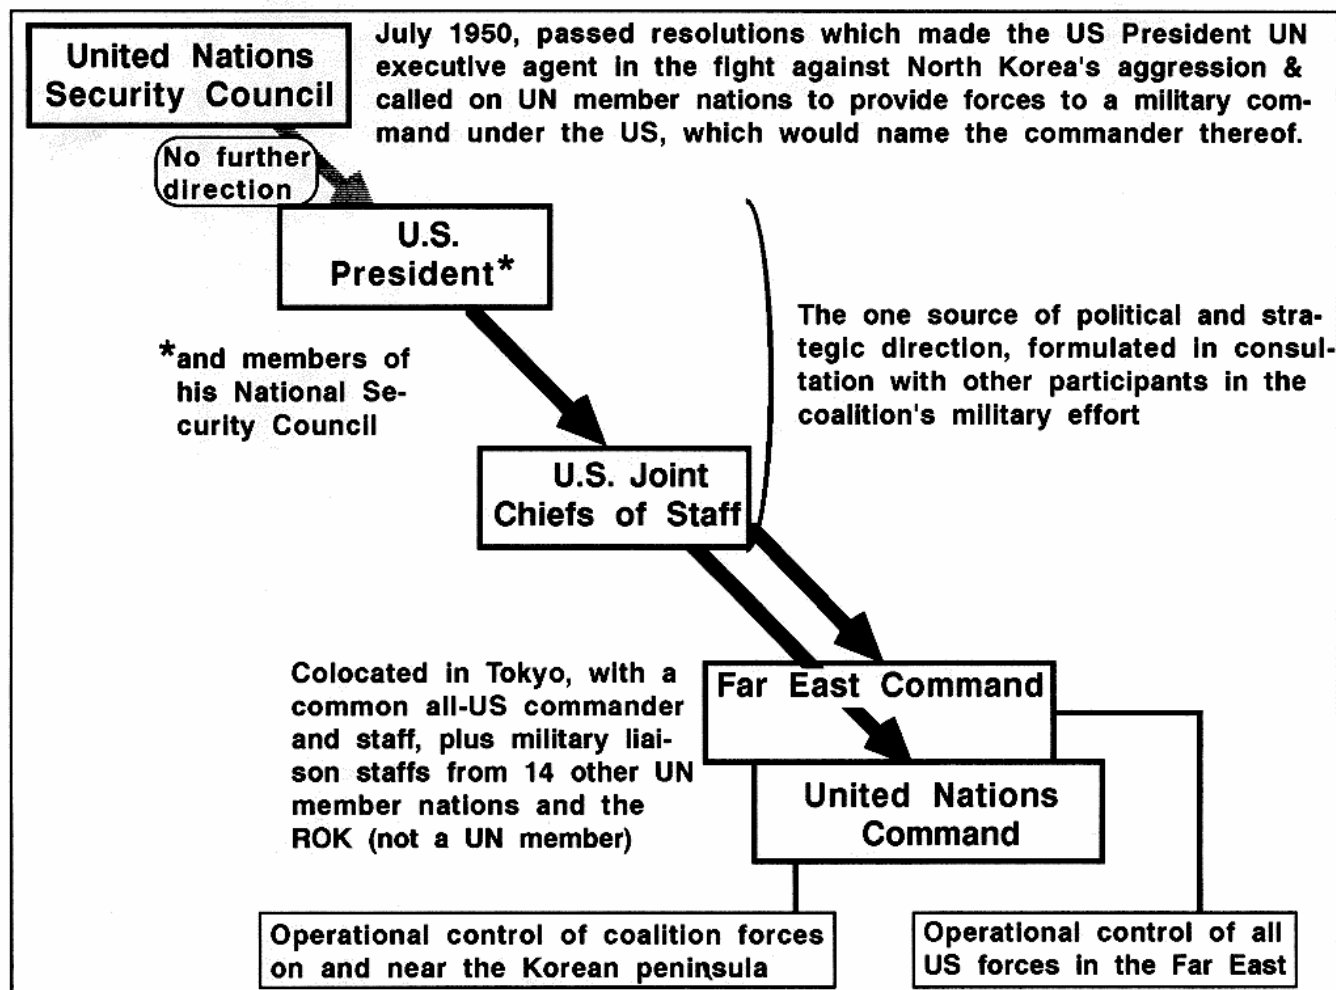 United Nations
Security Council
July 1950, passed resolutions which made the US President UN
executive agent in the fight against North Korea's aggression &
called on UN member nations to provide forces to a military com-
mand under the US, which would name the commander thereof.
No further
direction
U.S.
President*
*and members of
his National Se-
curity Council
The one source of political and stra-
tegic direction, formulated in consul-
tation with other participants in the
coalition's military effort
U.S. Joint
Chiefs of Staff
Colocated in Tokyo, with a
common all-US commander
and staff, plus military liai-
son staffs from 14 other UN
member nations and the
ROK (not a UN member)
Far East Command
United Nations
Command
Operational control of coalition forces
on and near the Korean peninsula
Operational control of all
US forces in the Far East